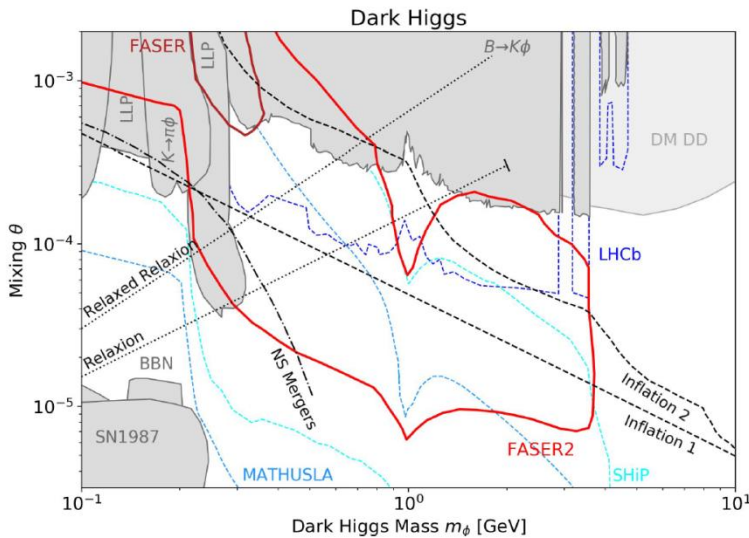 Dark Higgs
FASER
LLP
LLP
K→πϕ
B→Kϕ
DM DD
LHCb
Relaxed Relaxion
Relaxion
BBN
SN1987
NS Mergers
MATHUSLA
FASER2
SHiP
Inflation 2
Inflation 1
10⁻³
10⁻⁴
10⁻⁵
Mixing θ
10⁻¹
10⁰
10¹
Dark Higgs Mass mϕ [GeV]